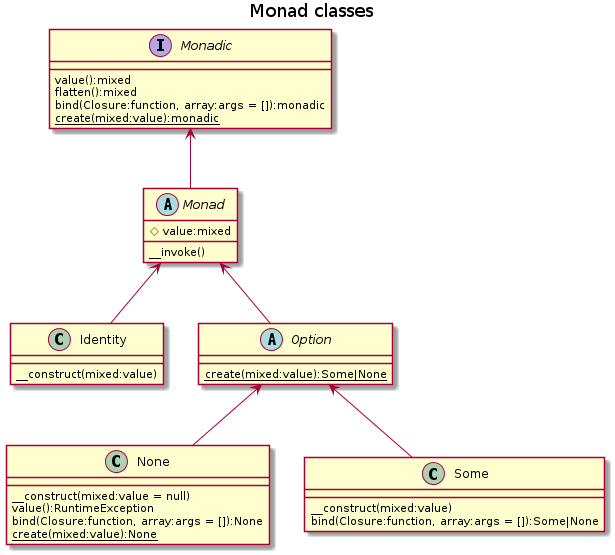 Monad classes
I Monadic
value():mixed
flatten():mixed
bind(Closure:function, array:args = []):monadic
create(mixed:value):monadic
A Monad
value:mixed
__invoke()
C Identity
__construct(mixed:value)
A Option
create(mixed:value):Some|None
C None
__construct(mixed:value = null)
value():RuntimeException
bind(Closure:function, array:args = []):None
create(mixed:value):None
C Some
__construct(mixed:value)
bind(Closure:function, array:args = []):Some|None